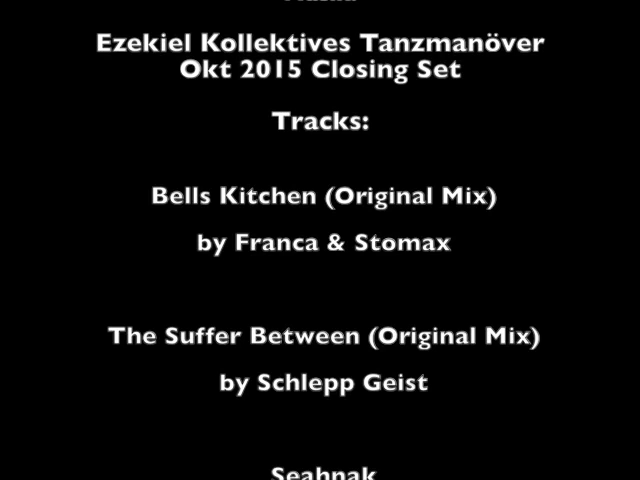 Ezekiel Kollektives Tanzmanöver
Okt 2015 Closing Set
Tracks:
Bells Kitchen (Original Mix)
by Franca & Stomax
The Suffer Between (Original Mix)
by Schlepp Geist
Seahnak